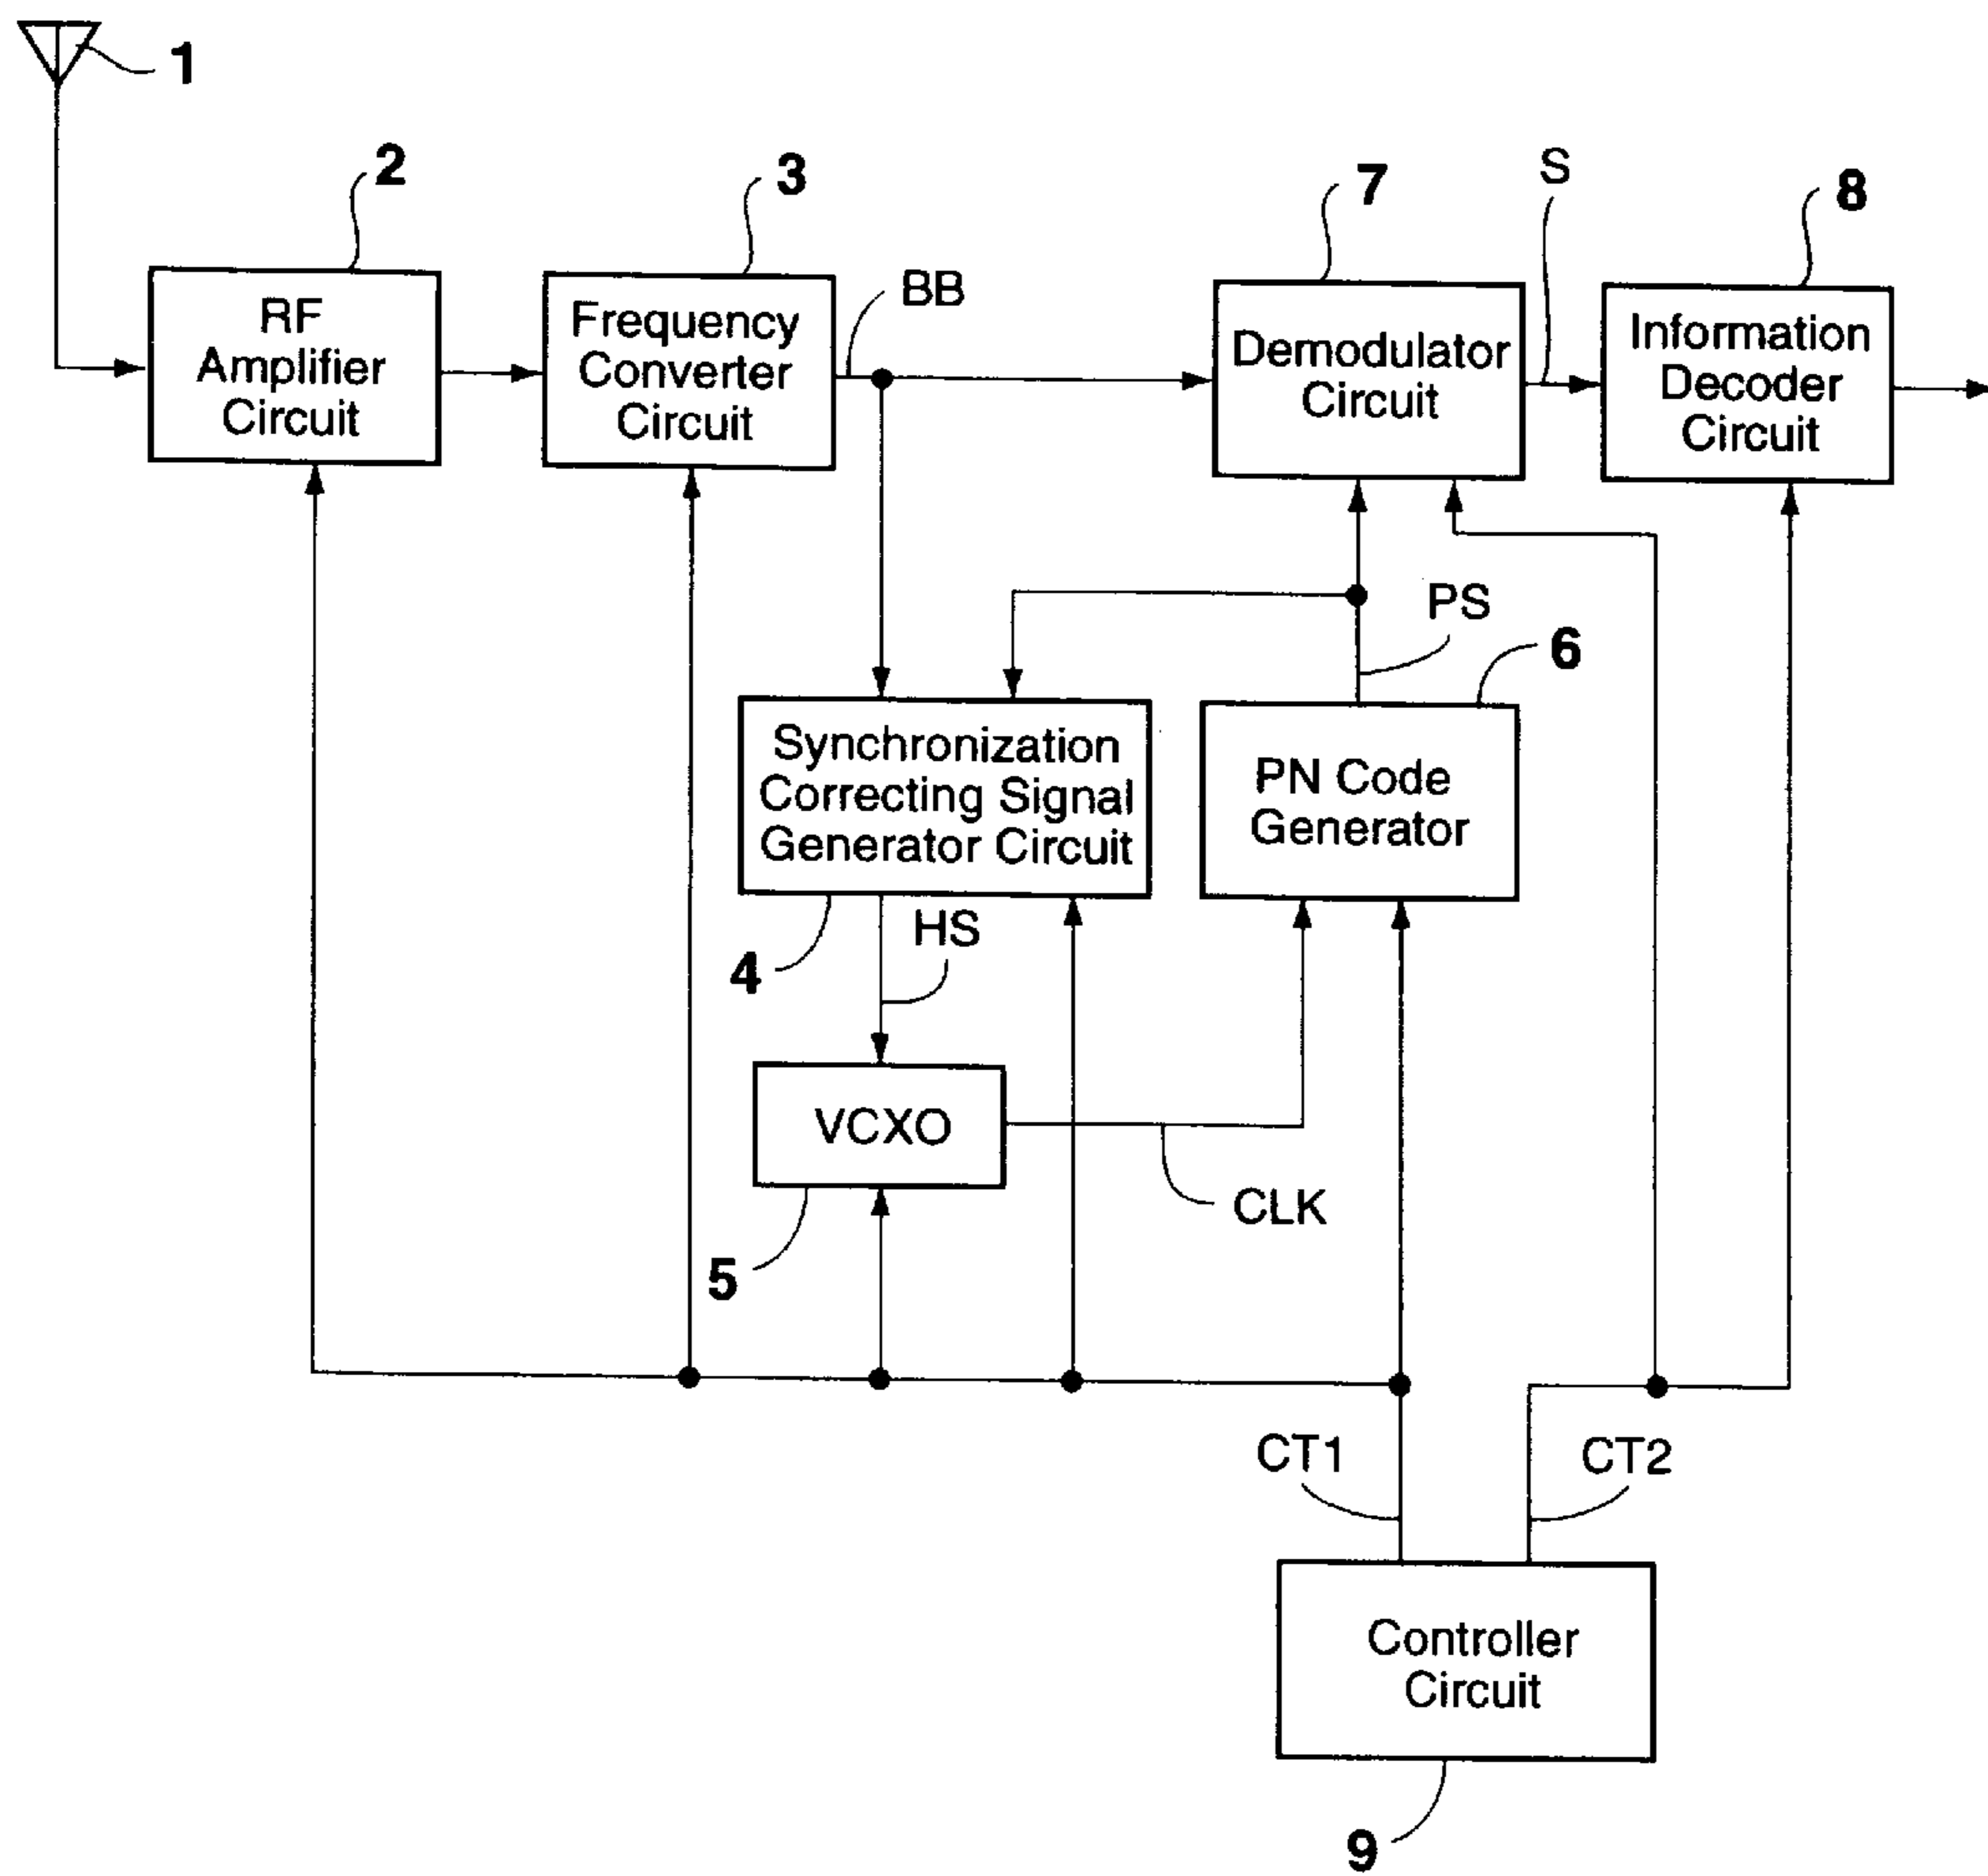 1
2
3
7
S
8
RF
Amplifier
Circuit
Frequency
Converter
Circuit
BB
Demodulator
Circuit
Information
Decoder
Circuit
PS
6
Synchronization
Correcting Signal
Generator Circuit
PN Code
Generator
4
HS
VCXO
CLK
5
CT1
CT2
Controller
Circuit
9